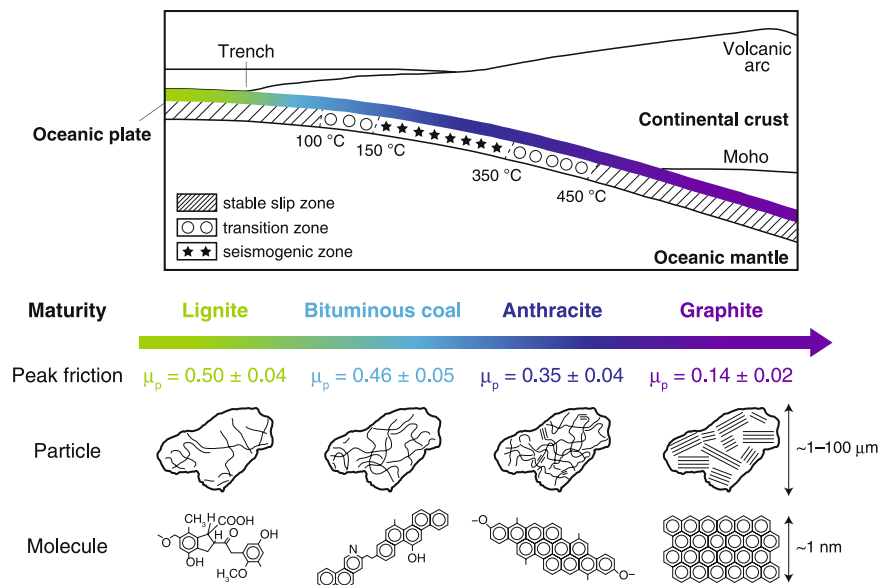 Trench
Volcanic
arc
Oceanic plate
Continental crust
100 °C
150 °C
Moho
350 °C
450 °C
stable slip zone
transition zone
seismogenic zone
Oceanic mantle
Maturity Lignite Bituminous coal Anthracite Graphite
Peak friction μp = 0.50 ± 0.04 μp = 0.46 ± 0.05 μp = 0.35 ± 0.04 μp = 0.14 ± 0.02
Particle ~1–100 μm
CH3 H COOH
H O OH
O N
OH CH3O OH O– O–
Molecule ~1 nm